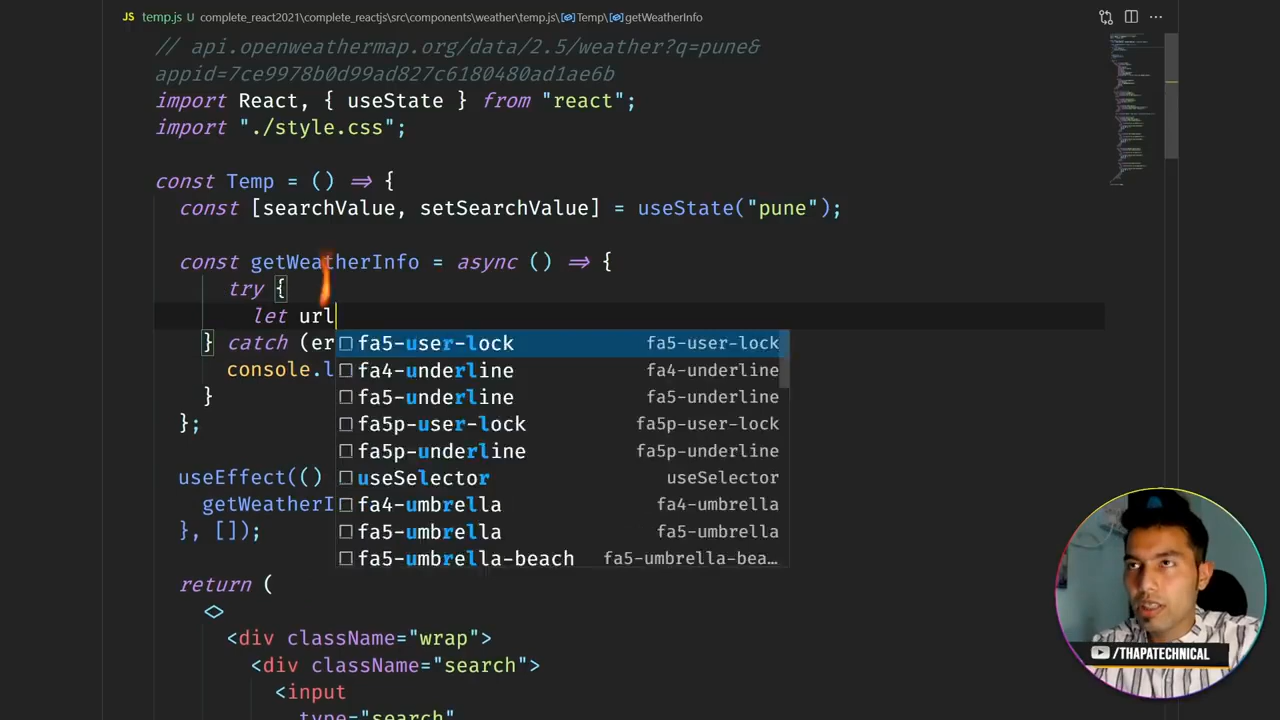 JS temp.js U complete_react2021\complete_reactjs\src\components\weather\temp.js\Temp\getWeatherInfo
// api.openweathermap.org/data/2.5/weather?q=pune&
appid=7ce9978b0d99ad827c6180480ad1ae6b
import React, { useState } from "react";
import "./style.css";
const Temp = () => {
const [searchValue, setSearchValue] = useState("pune");
const getWeatherInfo = async () => {
try {
let url
} catch (er
console.l
}
};
fa5-user-lock fa5-user-lock
fa4-underline fa4-underline
fa5-underline fa5-underline
fa5p-user-lock fa5p-user-lock
fa5p-underline fa5p-underline
useSelector useSelector
fa4-umbrella fa4-umbrella
fa5-umbrella fa5-umbrella
fa5-umbrella-beach fa5-umbrella-bea…
useEffect(()
getWeatherI
}, []);
return (
<>
<div className="wrap">
<div className="search">
<input
type="search"
/THAPATECHNICAL